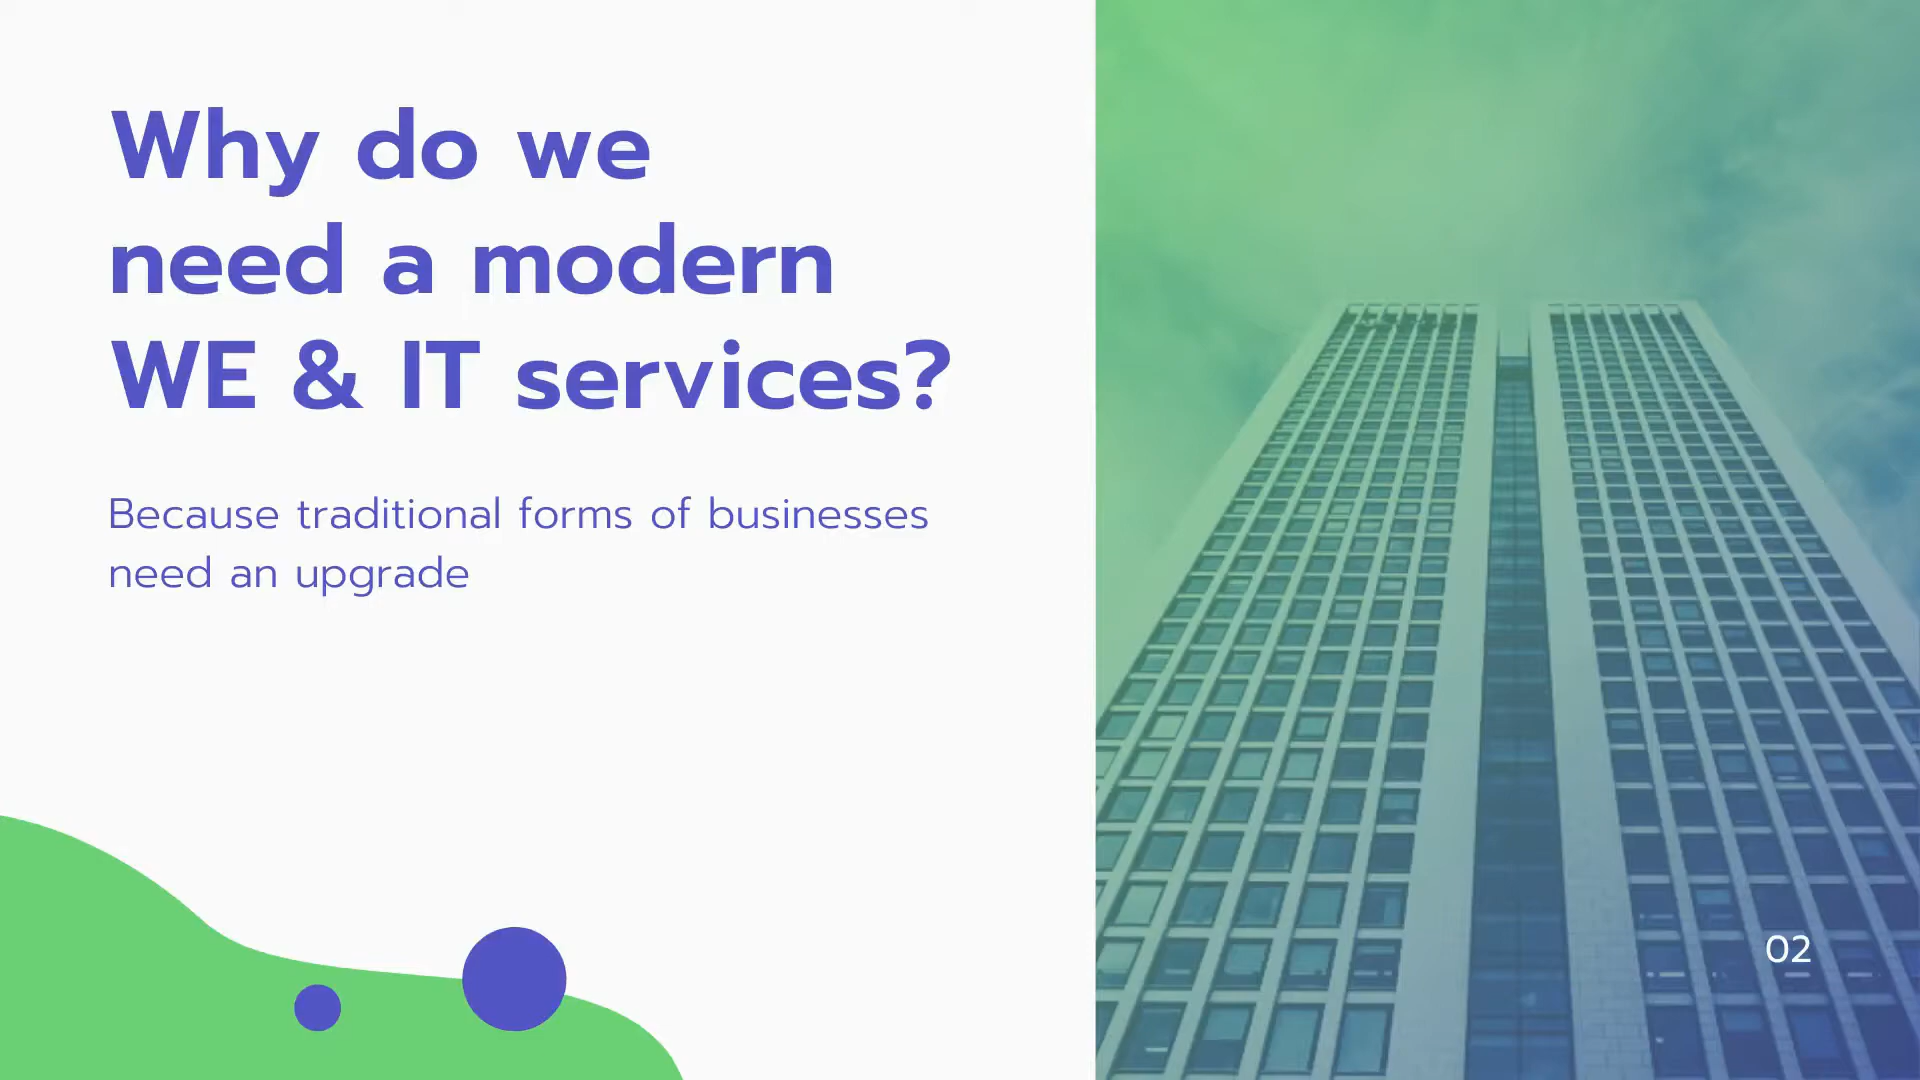 Why do we
need a modern
WE & IT services?
Because traditional forms of businesses
need an upgrade
02